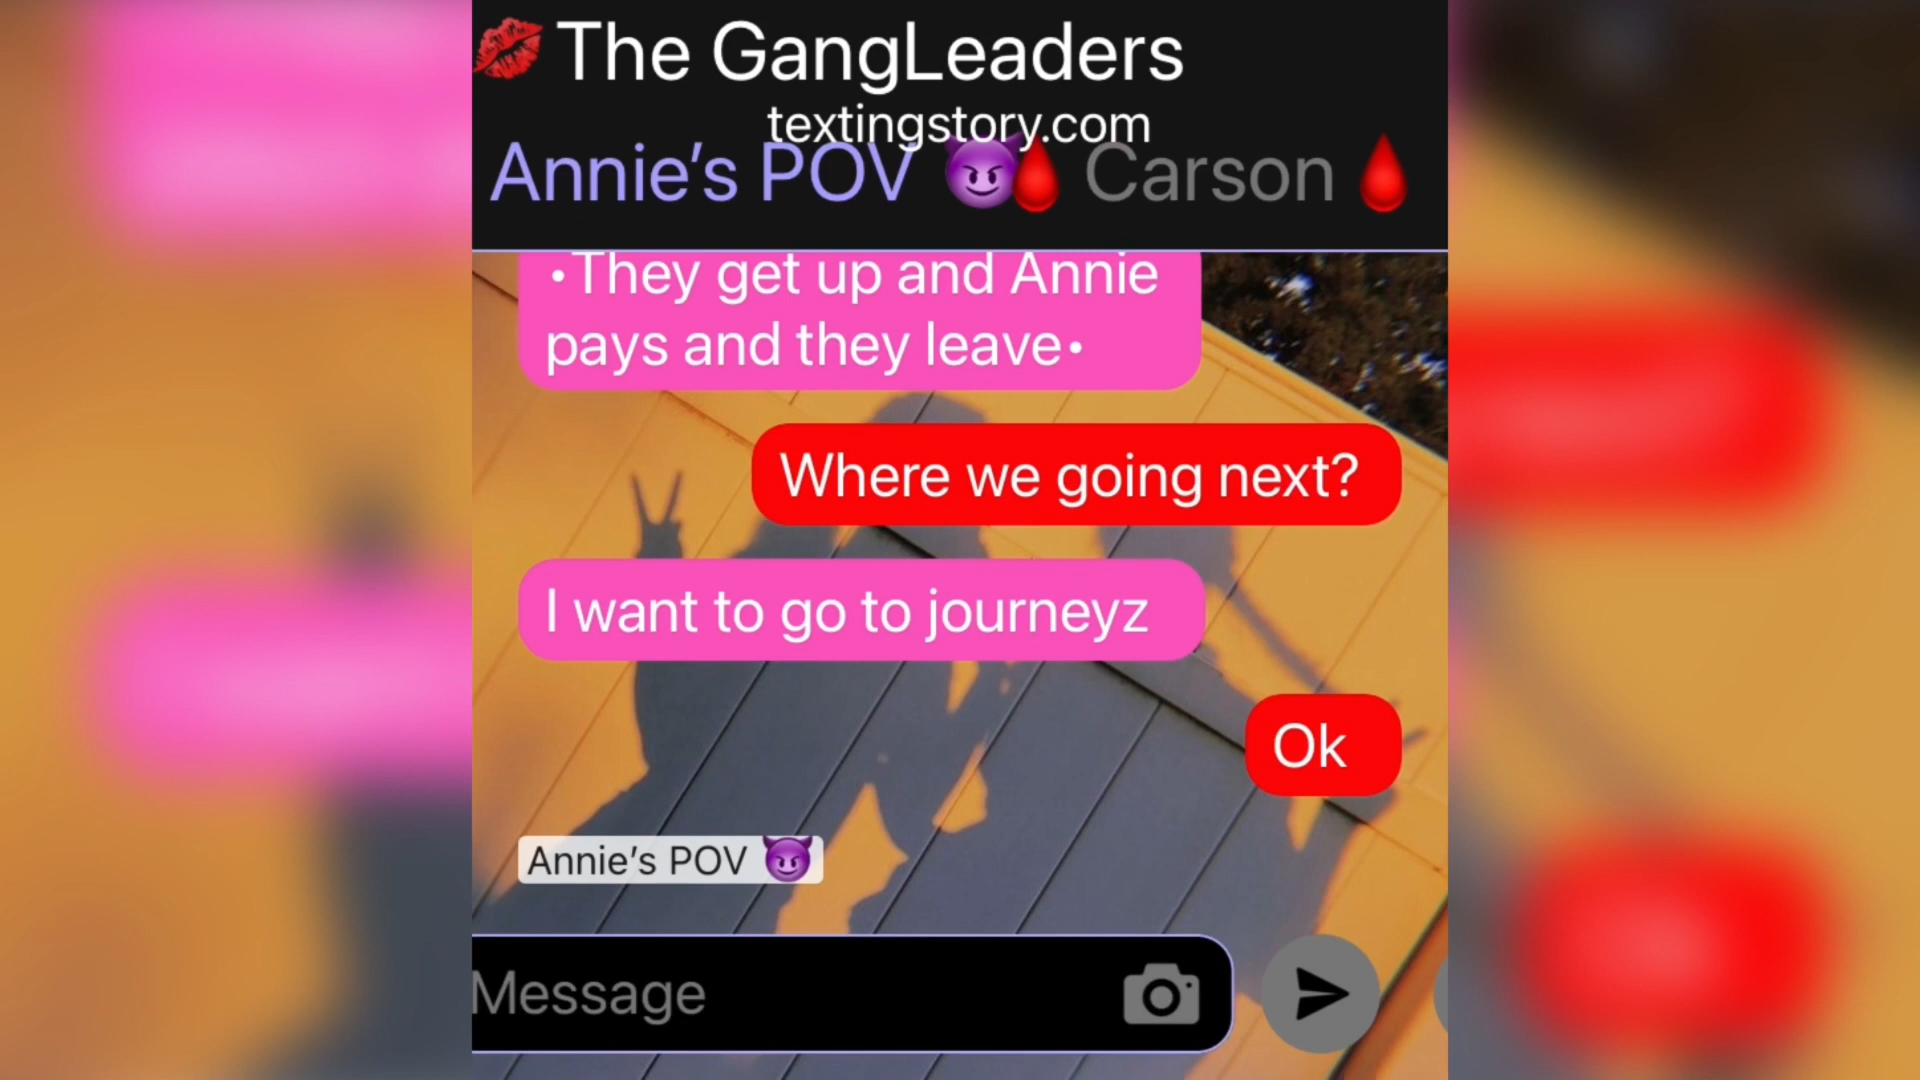 💋 The GangLeaders
textingstory.com
Annie’s POV 😈🩸 Carson 🩸
•They get up and Annie
pays and they leave•
Where we going next?
I want to go to journeyz
Ok
Annie’s POV 😈
Message